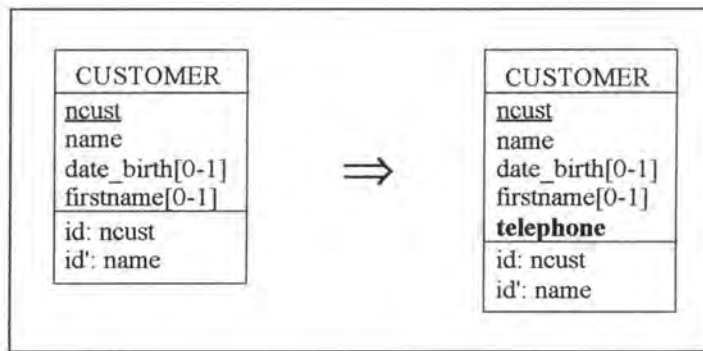 CUSTOMER
ncust
name
date_birth[0-1]
firstname[0-1]
id: ncust
id': name
⇒
CUSTOMER
ncust
name
date_birth[0-1]
firstname[0-1]
telephone
id: ncust
id': name